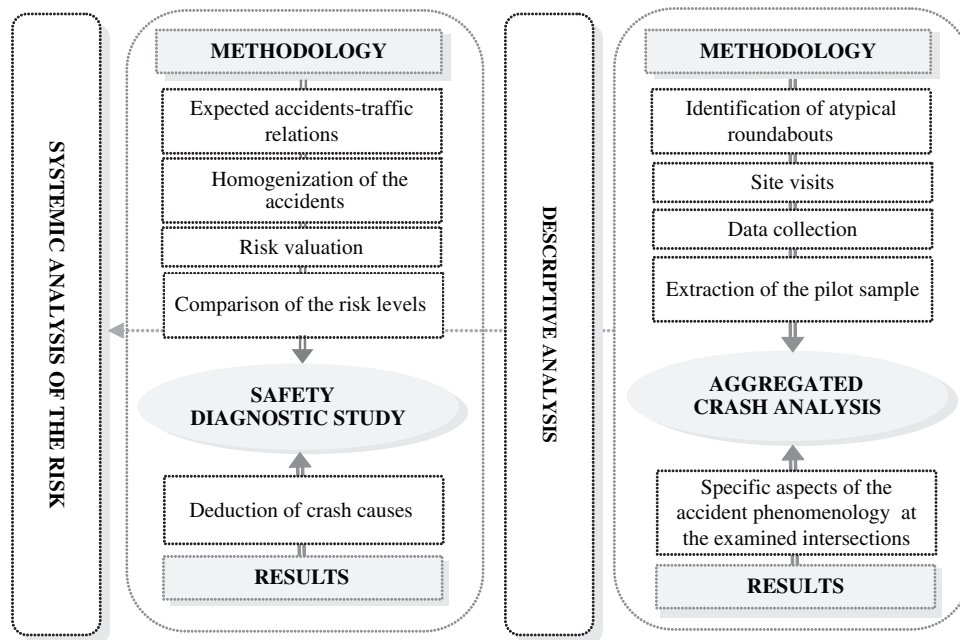 SYSTEMIC ANALYSIS OF THE RISK
METHODOLOGY
Expected accidents-traffic
relations
Homogenization of the
accidents
Risk valuation
Comparison of the risk levels
SAFETY
DIAGNOSTIC STUDY
Deduction of crash causes
RESULTS
DESCRIPTIVE ANALYSIS
METHODOLOGY
Identification of atypical
roundabouts
Site visits
Data collection
Extraction of the pilot sample
AGGREGATED
CRASH ANALYSIS
Specific aspects of the
accident phenomenology at
the examined intersections
RESULTS